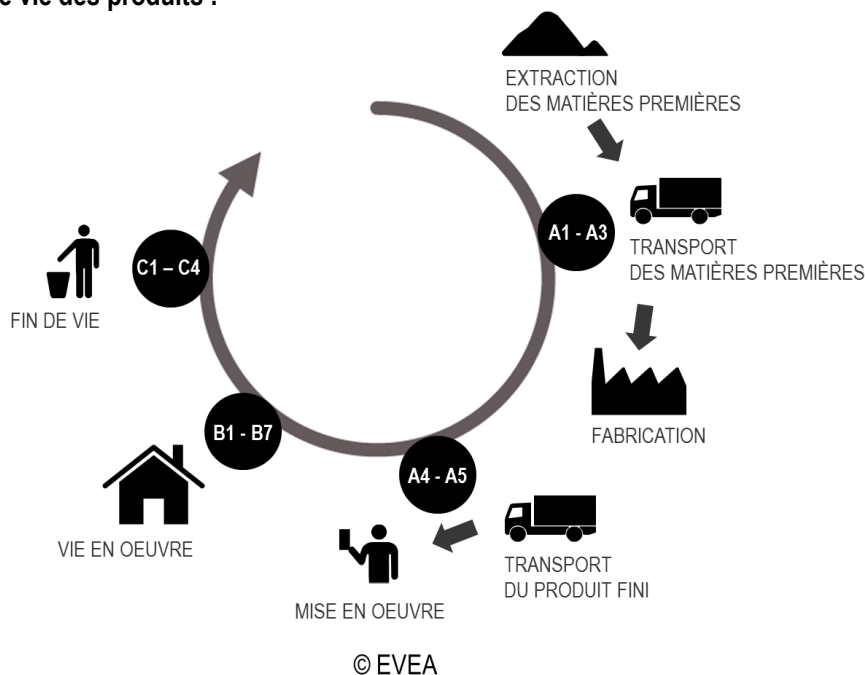 e vie des produits :
EXTRACTION
DES MATIÈRES PREMIÈRES
A1 - A3
TRANSPORT
DES MATIÈRES PREMIÈRES
FABRICATION
A4 - A5
TRANSPORT
DU PRODUIT FINI
MISE EN OEUVRE
B1 - B7
VIE EN OEUVRE
C1 – C4
FIN DE VIE
© EVEA